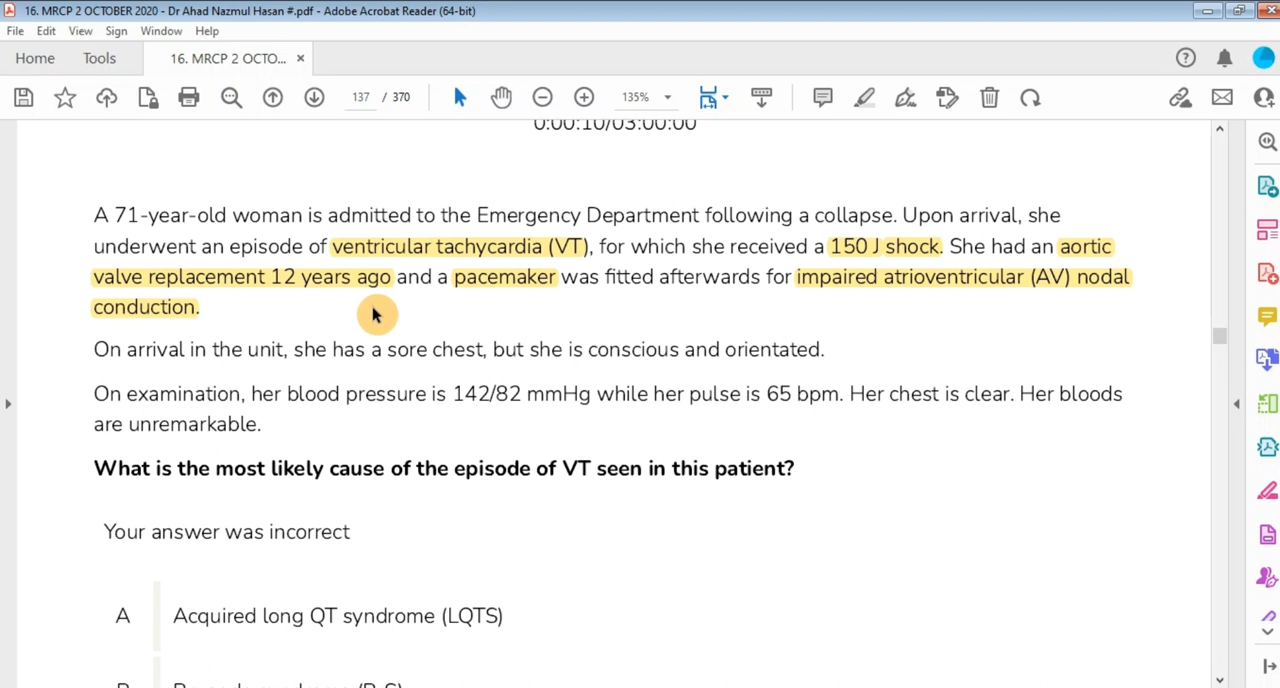 16. MRCP 2 OCTOBER 2020 - Dr Ahad Nazmul Hasan #.pdf - Adobe Acrobat Reader (64-bit)
File Edit View Sign Window Help
Home Tools 16. MRCP 2 OCTO... ×
137 / 370 135%
0:00:10/03:00:00
A 71-year-old woman is admitted to the Emergency Department following a collapse. Upon arrival, she
underwent an episode of ventricular tachycardia (VT), for which she received a 150 J shock. She had an aortic
valve replacement 12 years ago and a pacemaker was fitted afterwards for impaired atrioventricular (AV) nodal
conduction.
On arrival in the unit, she has a sore chest, but she is conscious and orientated.
On examination, her blood pressure is 142/82 mmHg while her pulse is 65 bpm. Her chest is clear. Her bloods
are unremarkable.
What is the most likely cause of the episode of VT seen in this patient?
Your answer was incorrect
A Acquired long QT syndrome (LQTS)